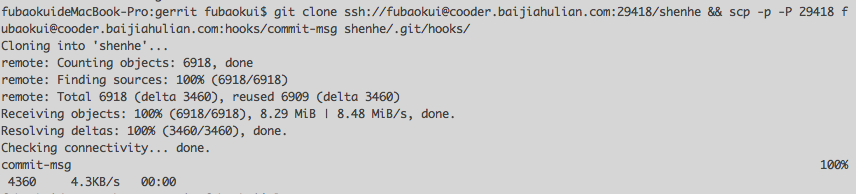 fubaokuideMacBook-Pro:gerrit fubaokui$ git clone ssh://fubaokui@cooder.baijiahulian.com:29418/shenhe && scp -p -P 29418 f
ubaokui@cooder.baijiahulian.com:hooks/commit-msg shenhe/.git/hooks/
Cloning into 'shenhe'...
remote: Counting objects: 6918, done
remote: Finding sources: 100% (6918/6918)
remote: Total 6918 (delta 3460), reused 6909 (delta 3460)
Receiving objects: 100% (6918/6918), 8.29 MiB | 8.48 MiB/s, done.
Resolving deltas: 100% (3460/3460), done.
Checking connectivity... done.
commit-msg 100%
4360 4.3KB/s 00:00